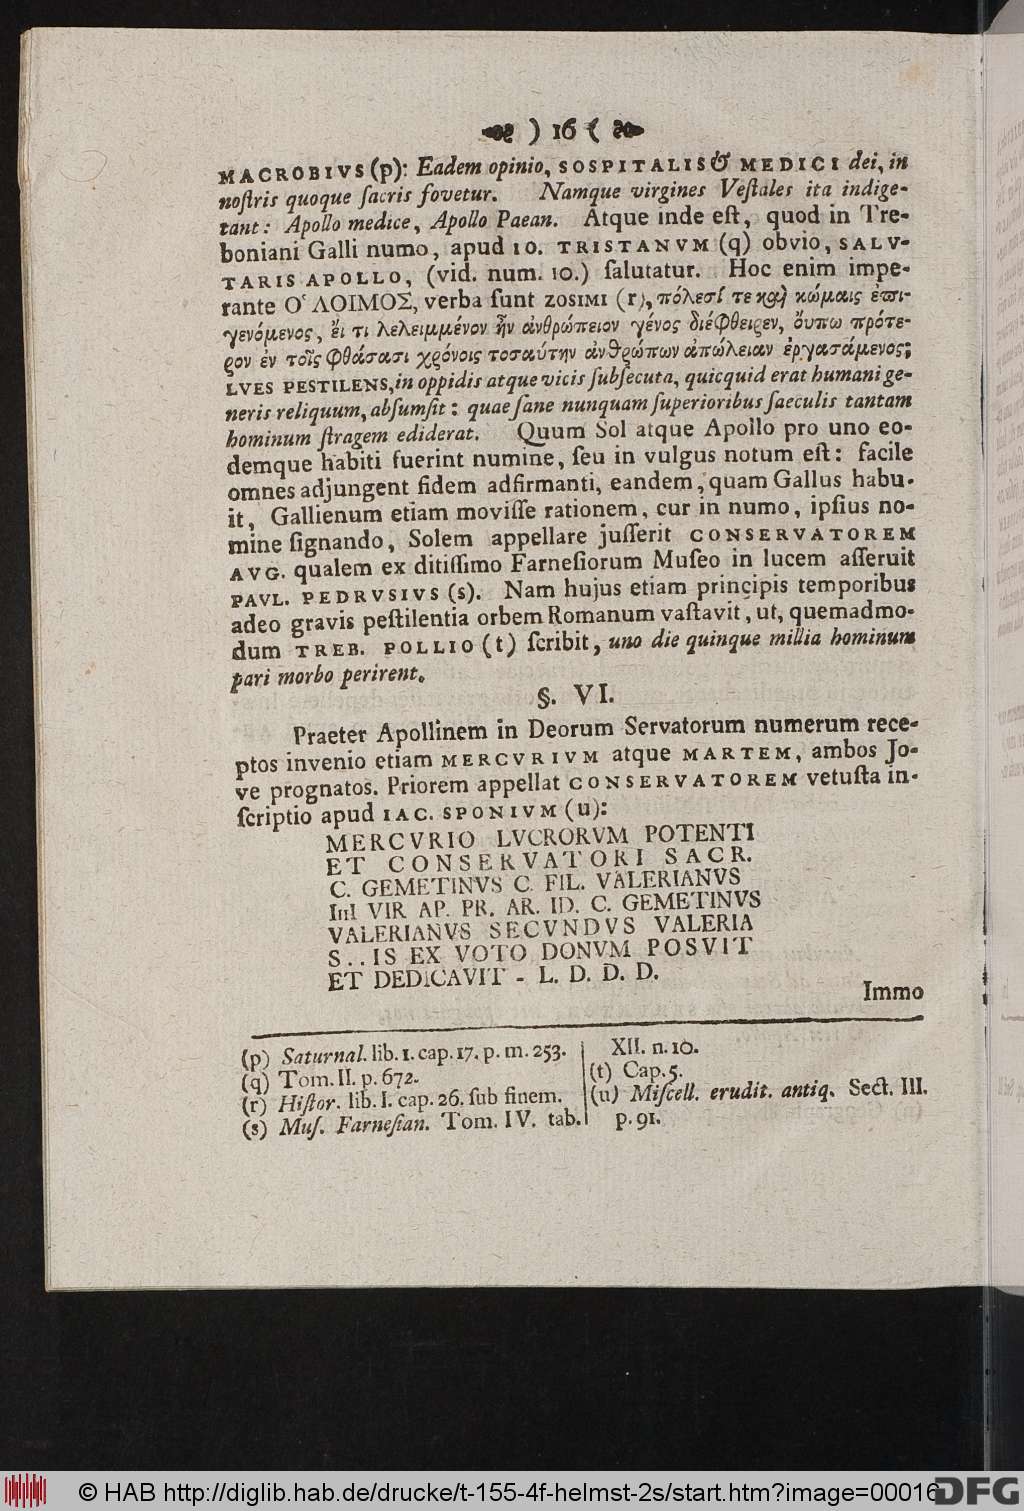 ) 16 (
MACROBIVS (p): Eadem opinio, SOSPITALIS & MEDICI dei, in
noſtris quoque ſacris fovetur. Namque virgines Veſtales ita indige-
tant: Apollo medice, Apollo Paean. Atque inde eſt, quod in Tre-
boniani Galli numo, apud IO. TRISTANVM (q) obvio, SALV-
TARIS APOLLO, (vid. num. 10.) ſalutatur. Hoc enim impe-
rante Ὁ ΛΟΙΜΟΣ, verba ſunt ZOSIMI (r), πόλεσί τε καὶ κώμαις ἐπι-
γενόμενος, ἔι τι λελειμμένον ἦν ἀνθρώπειον γένος διέφθειρεν, ὄυπω πρότε-
ρον ἐν τοῖς φθάσασι χρόνοις τοσαύτην ἀνθρώπων ἀπώλειαν ἐργασάμενος;
LVES PESTILENS, in oppidis atque vicis ſubſecuta, quicquid erat humani ge-
neris reliquum, abſumſit: quae ſane nunquam ſuperioribus ſaeculis tantam
hominum ſtragem ediderat. Quum Sol atque Apollo pro uno eo-
demque habiti fuerint numine, ſeu in vulgus notum eſt: facile
omnes adjungent fidem adfirmanti, eandem, quam Gallus habu-
it, Gallienum etiam moviſſe rationem, cur in numo, ipſius no-
mine ſignando, Solem appellare juſſerit CONSERVATOREM
AVG. qualem ex ditiſſimo Farneſiorum Muſeo in lucem aſſeruit
PAVL. PEDRVSIVS (s). Nam hujus etiam principis temporibus
adeo gravis peſtilentia orbem Romanum vaſtavit, ut, quemadmo-
dum TREB. POLLIO (t) ſcribit, uno die quinque millia hominum
pari morbo perirent.
§. VI.
Praeter Apollinem in Deorum Servatorum numerum rece-
ptos invenio etiam MERCVRIVM atque MARTEM, ambos Jo-
ve prognatos. Priorem appellat CONSERVATOREM vetuſta in-
ſcriptio apud IAC. SPONIVM (u):
MERCVRIO LVCRORVM POTENTI
ET CONSERVATORI SACR.
C. GEMETINVS C. FIL. VALERIANVS
IIII VIR AP. PR. AR. ID. C. GEMETINVS
VALERIANVS SECVNDVS VALERIA
S..IS EX VOTO DONVM POSVIT
ET DEDICAVIT - L. D. D. D.
Immo
(p) Saturnal. lib. 1. cap. 17. p. m. 253.
(q) Tom. II. p. 672.
(r) Hiſtor. lib. I. cap. 26. ſub finem.
(s) Muſ. Farneſian. Tom. IV. tab.
XII. n. 10.
(t) Cap. 5.
(u) Miſcell. erudit. antiq. Sect. III.
p. 91.
© HAB http://diglib.hab.de/drucke/t-155-4f-helmst-2s/start.htm?image=00016
DFG